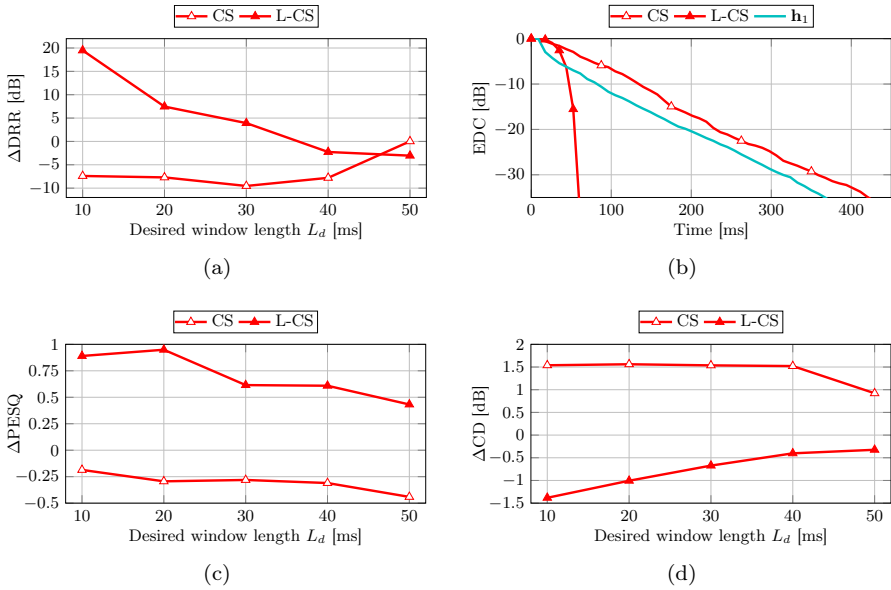 CS L-CS
20
15
10
5
0
−5
−10
ΔDRR [dB]
10 20 30 40 50
Desired window length L_d [ms]
(a)
CS L-CS h₁
0
−10
−20
−30
EDC [dB]
0 100 200 300 400
Time [ms]
(b)
CS L-CS
1
0.75
0.5
0.25
0
−0.25
−0.5
ΔPESQ
10 20 30 40 50
Desired window length L_d [ms]
(c)
CS L-CS
2
1.5
1
0.5
0
−0.5
−1
−1.5
ΔCD [dB]
10 20 30 40 50
Desired window length L_d [ms]
(d)